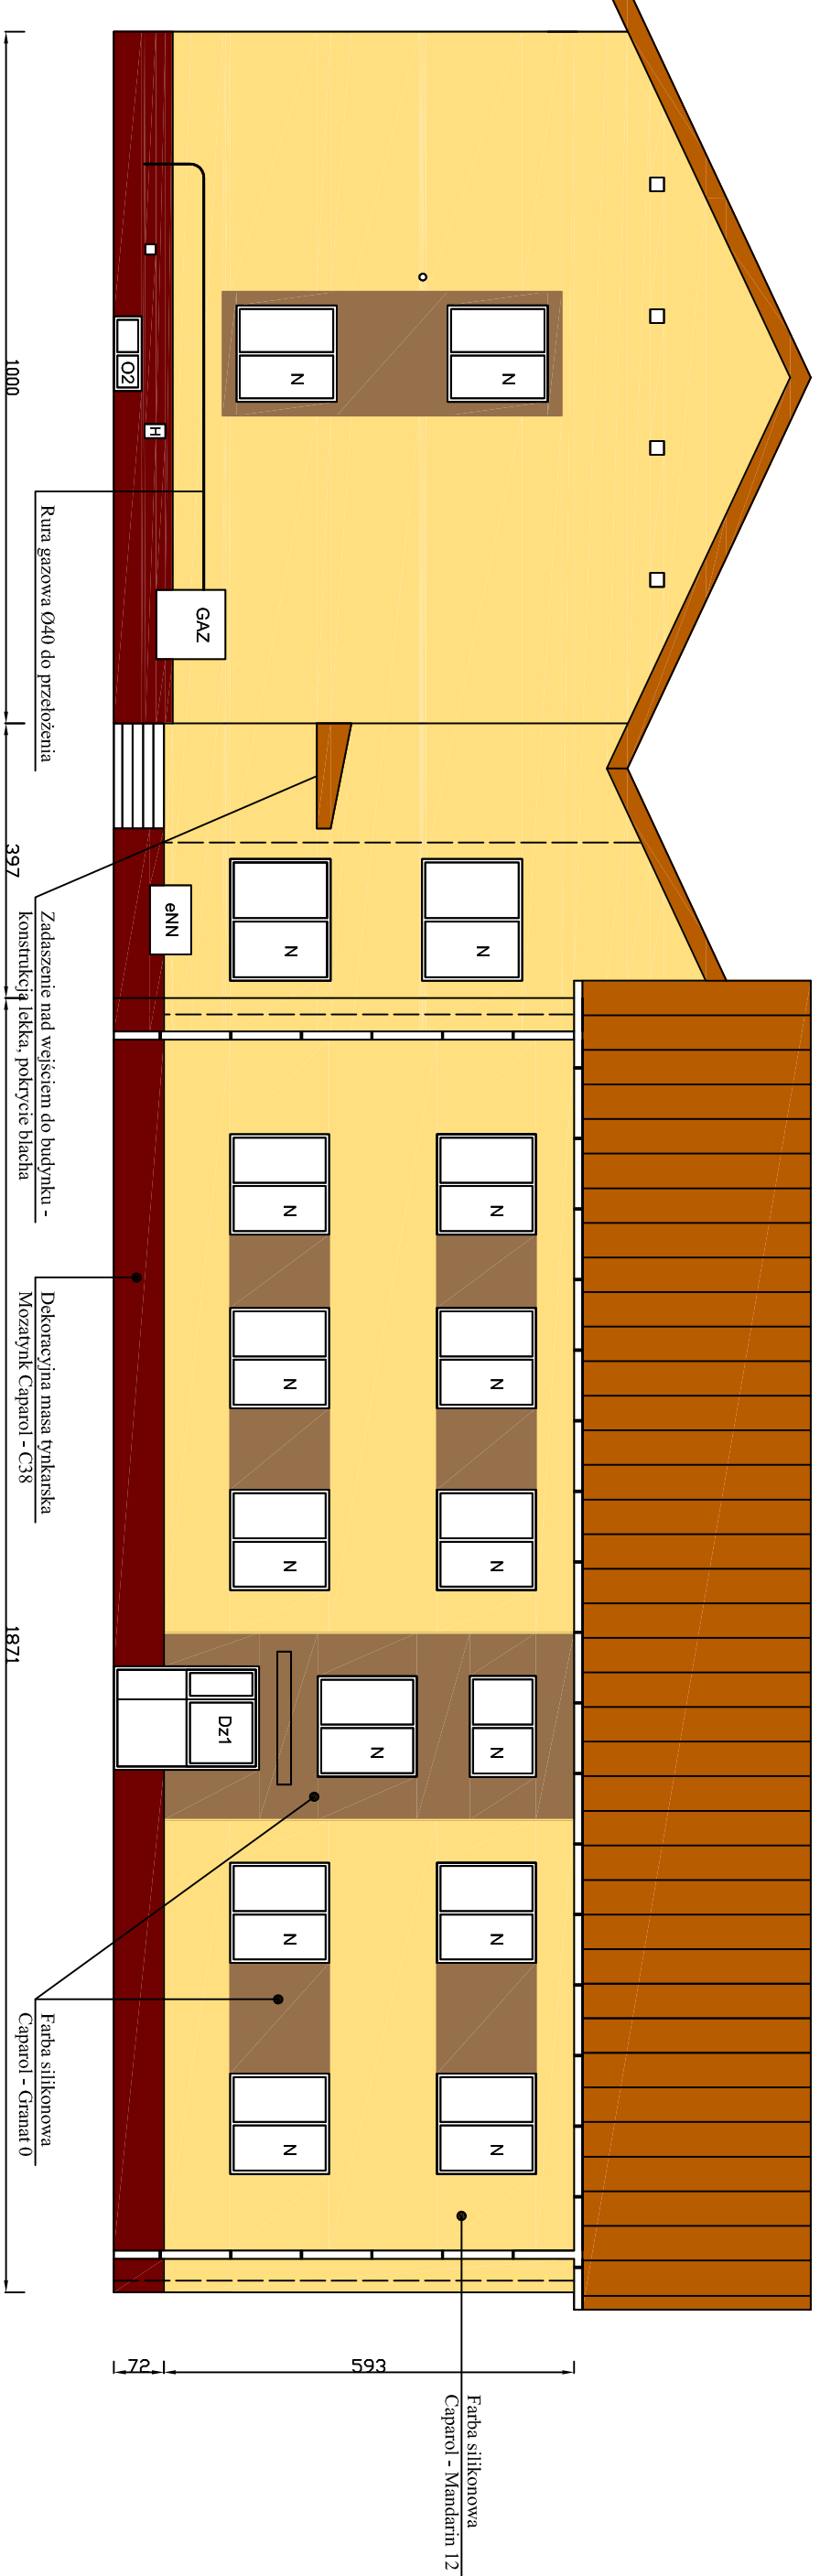 N
N
N
N
N
N
N
N
Farba silikonowa
Caparol - Mandarin 12
593
N
N
N
N
N
N
N
N
Dz1
GAZ
eNN
H
O2
72
Rura gazowa Ø40 do przełożenia
Zadaszenie nad wejściem do budynku -
konstrukcja lekka, pokrycie blacha
Dekoracyjna masa tynkarska
Mozatynk Caparol - C38
Farba silikonowa
Caparol - Granat 0
1000
397
1871